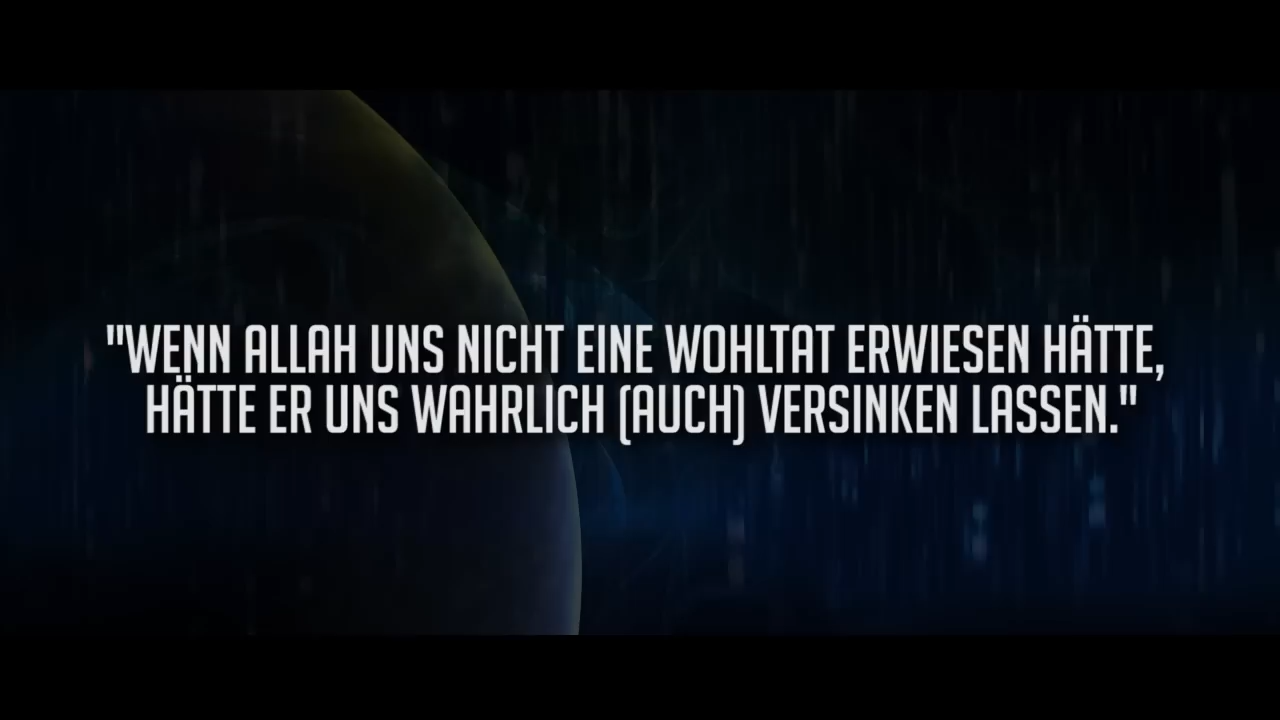 "WENN ALLAH UNS NICHT EINE WOHLTAT ERWIESEN HÄTTE,
HÄTTE ER UNS WAHRLICH (AUCH) VERSINKEN LASSEN."